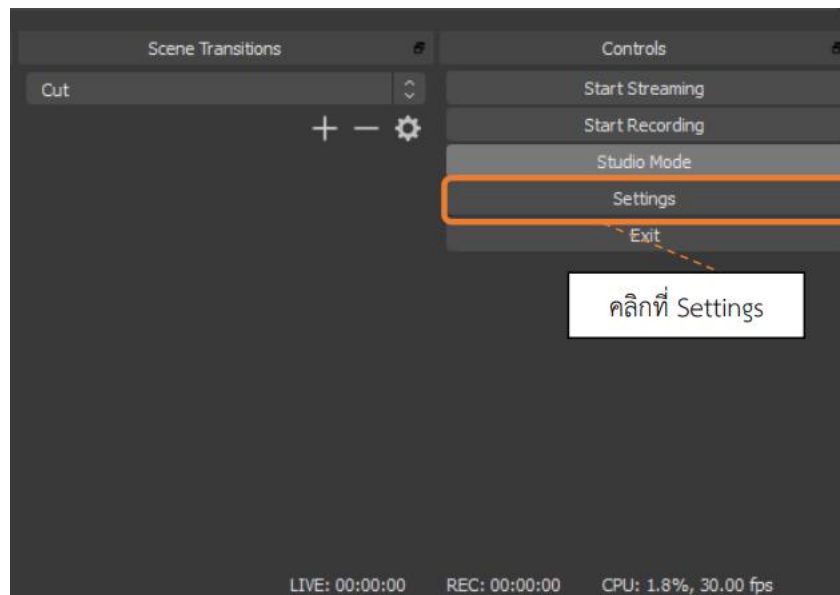 Scene Transitions
Cut
Controls
Start Streaming
Start Recording
Studio Mode
Settings
Exit
คลิกที่ Settings
LIVE: 00:00:00 REC: 00:00:00 CPU: 1.8%, 30.00 fps